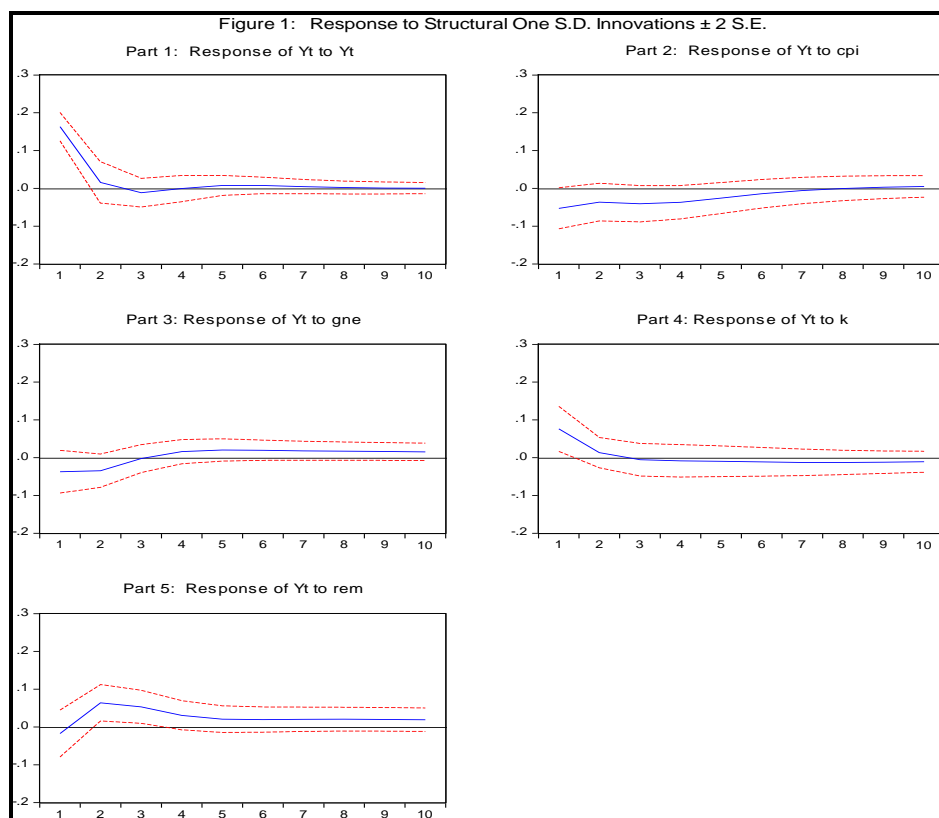 Figure 1: Response to Structural One S.D. Innovations ± 2 S.E.
Part 1: Response of Yt to Yt
.3
.2
.1
.0
-.1
-.2
1 2 3 4 5 6 7 8 9 10
Part 2: Response of Yt to cpi
.3
.2
.1
.0
-.1
-.2
1 2 3 4 5 6 7 8 9 10
Part 3: Response of Yt to gne
.3
.2
.1
.0
-.1
-.2
1 2 3 4 5 6 7 8 9 10
Part 4: Response of Yt to k
.3
.2
.1
.0
-.1
-.2
1 2 3 4 5 6 7 8 9 10
Part 5: Response of Yt to rem
.3
.2
.1
.0
-.1
-.2
1 2 3 4 5 6 7 8 9 10